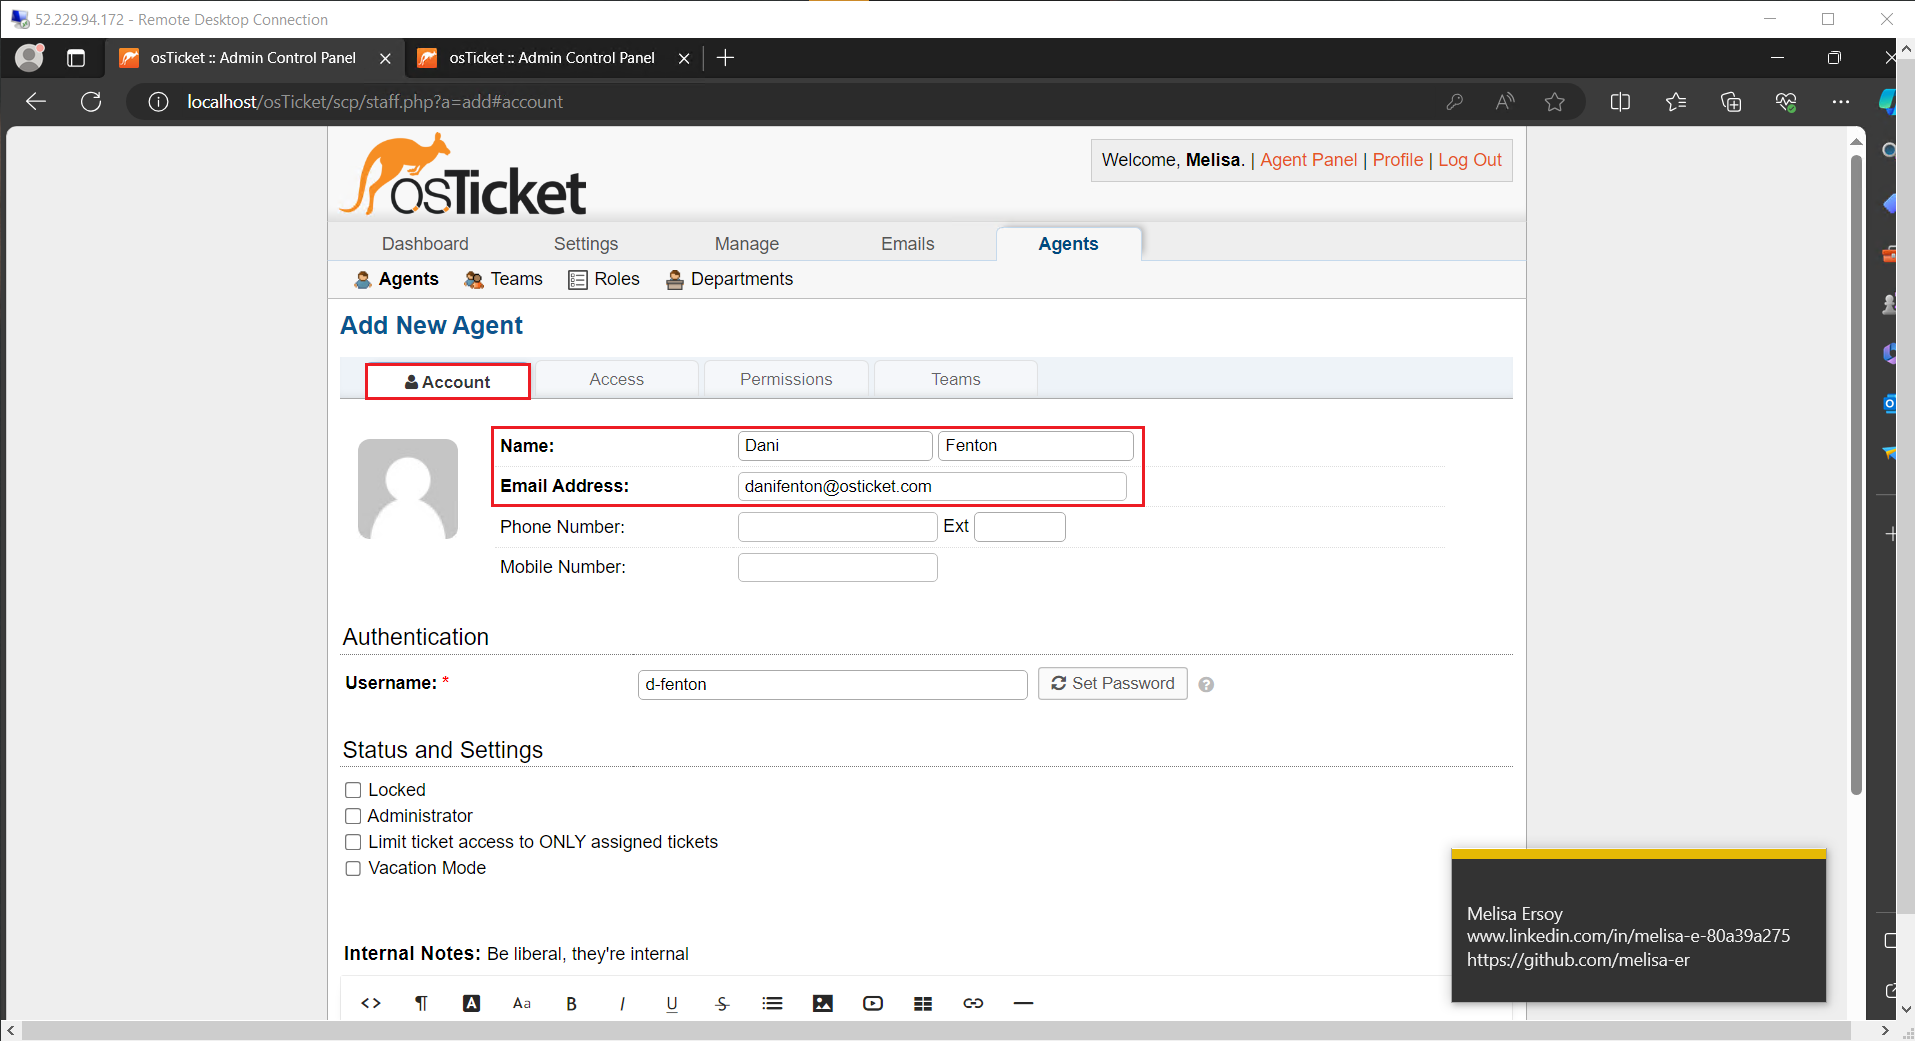 52.229.94.172 - Remote Desktop Connection
osTicket :: Admin Control Panel
osTicket :: Admin Control Panel
localhost/osTicket/scp/staff.php?a=add#account
osTicket
Welcome, Melisa. | Agent Panel | Profile | Log Out
Dashboard Settings Manage Emails Agents
Agents Teams Roles Departments
Add New Agent
Account Access Permissions Teams
Name: Dani Fenton
Email Address: danifenton@osticket.com
Phone Number: Ext
Mobile Number:
Authentication
Username: * d-fenton Set Password ?
Status and Settings
Locked
Administrator
Limit ticket access to ONLY assigned tickets
Vacation Mode
Melisa Ersoy
www.linkedin.com/in/melisa-e-80a39a275
https://github.com/melisa-er
Internal Notes: Be liberal, they're internal
<> ¶ A Aa B I U S